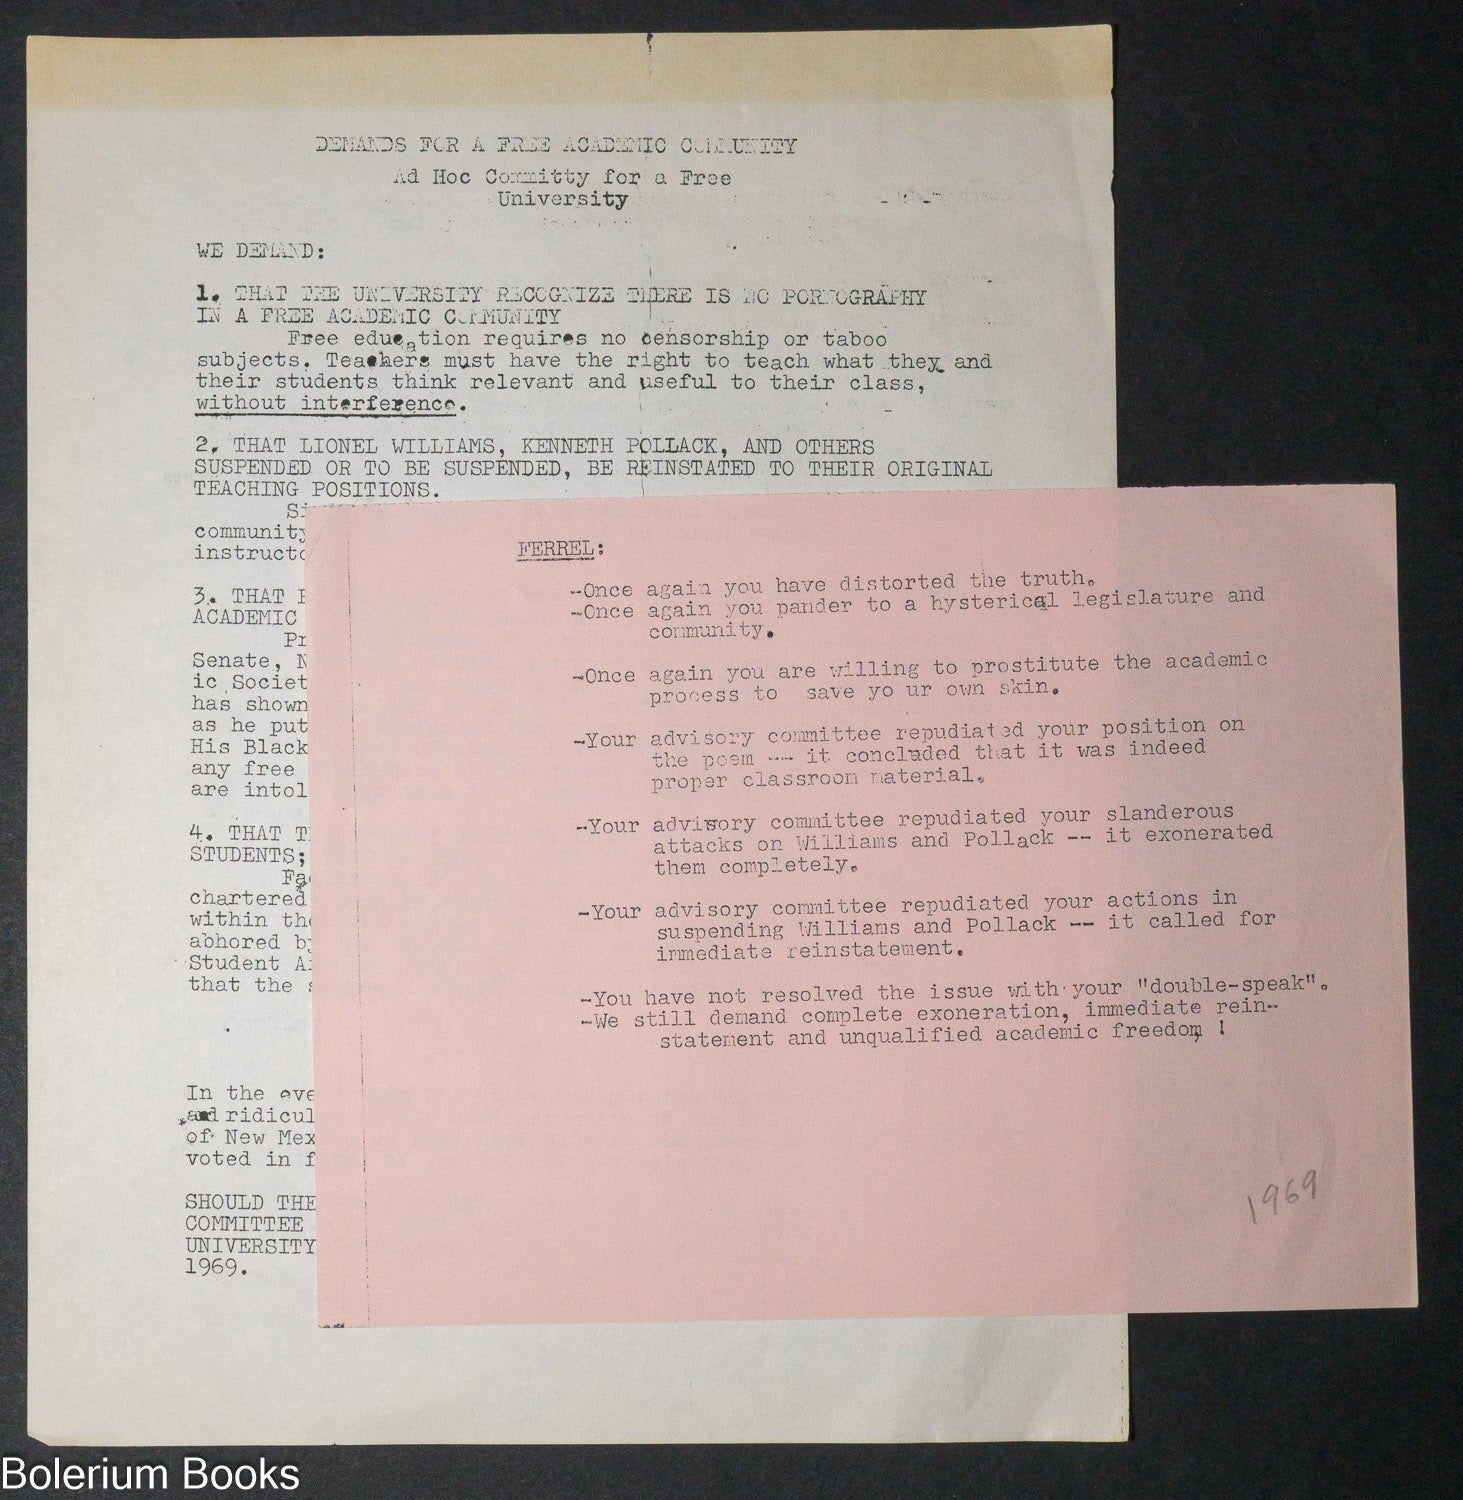 DEMANDS FOR A FREE ACADEMIC COMMUNITY
Ad Hoc Committy for a Free
University
WE DEMAND:
1. THAT THE UNIVERSITY RECOGNIZE THERE IS NO PORNOGRAPHY
IN A FREE ACADEMIC COMMUNITY
Free education requires no censorship or taboo
subjects. Teachers must have the right to teach what they and
their students think relevant and useful to their class,
without interference.
2. THAT LIONEL WILLIAMS, KENNETH POLLACK, AND OTHERS
SUSPENDED OR TO BE SUSPENDED, BE REINSTATED TO THEIR ORIGINAL
TEACHING POSITIONS.
community
3. THAT
ACADEMIC
Senate,
ic Societ
has shown
as he put
His Black
any free
are intol
4. THAT
STUDENTS;
chartered
within the
abhored
Student
that the
In the eve
and ridicul
of New Mex
voted in f
SHOULD THE
COMMITTEE
UNIVERSITY
1969.
FERREL:
-Once again you have distorted the truth.
-Once again you pander to a hysterical legislature and
community.
-Once again you are willing to prostitute the academic
process to save yo ur own skin.
-Your advisory committee repudiated your position on
the poem -- it concluded that it was indeed
proper classroom material.
-Your advisory committee repudiated your slanderous
attacks on Williams and Pollack -- it exonerated
them completely.
-Your advisory committee repudiated your actions in
suspending Williams and Pollack -- it called for
immediate reinstatement.
-You have not resolved the issue with your "double-speak".
-We still demand complete exoneration, immediate rein-
statement and unqualified academic freedom !
1969
Bolerium Books